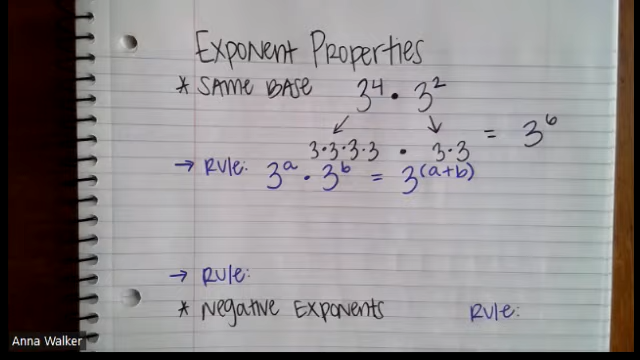 Exponent Properties
* SAME BASE 3⁴ · 3²
3·3·3·3 · 3·3 = 3⁶
→ RULE: 3ᵃ · 3ᵇ = 3⁽ᵃ⁺ᵇ⁾
→ RULE:
* Negative Exponents RULE:
Anna Walker